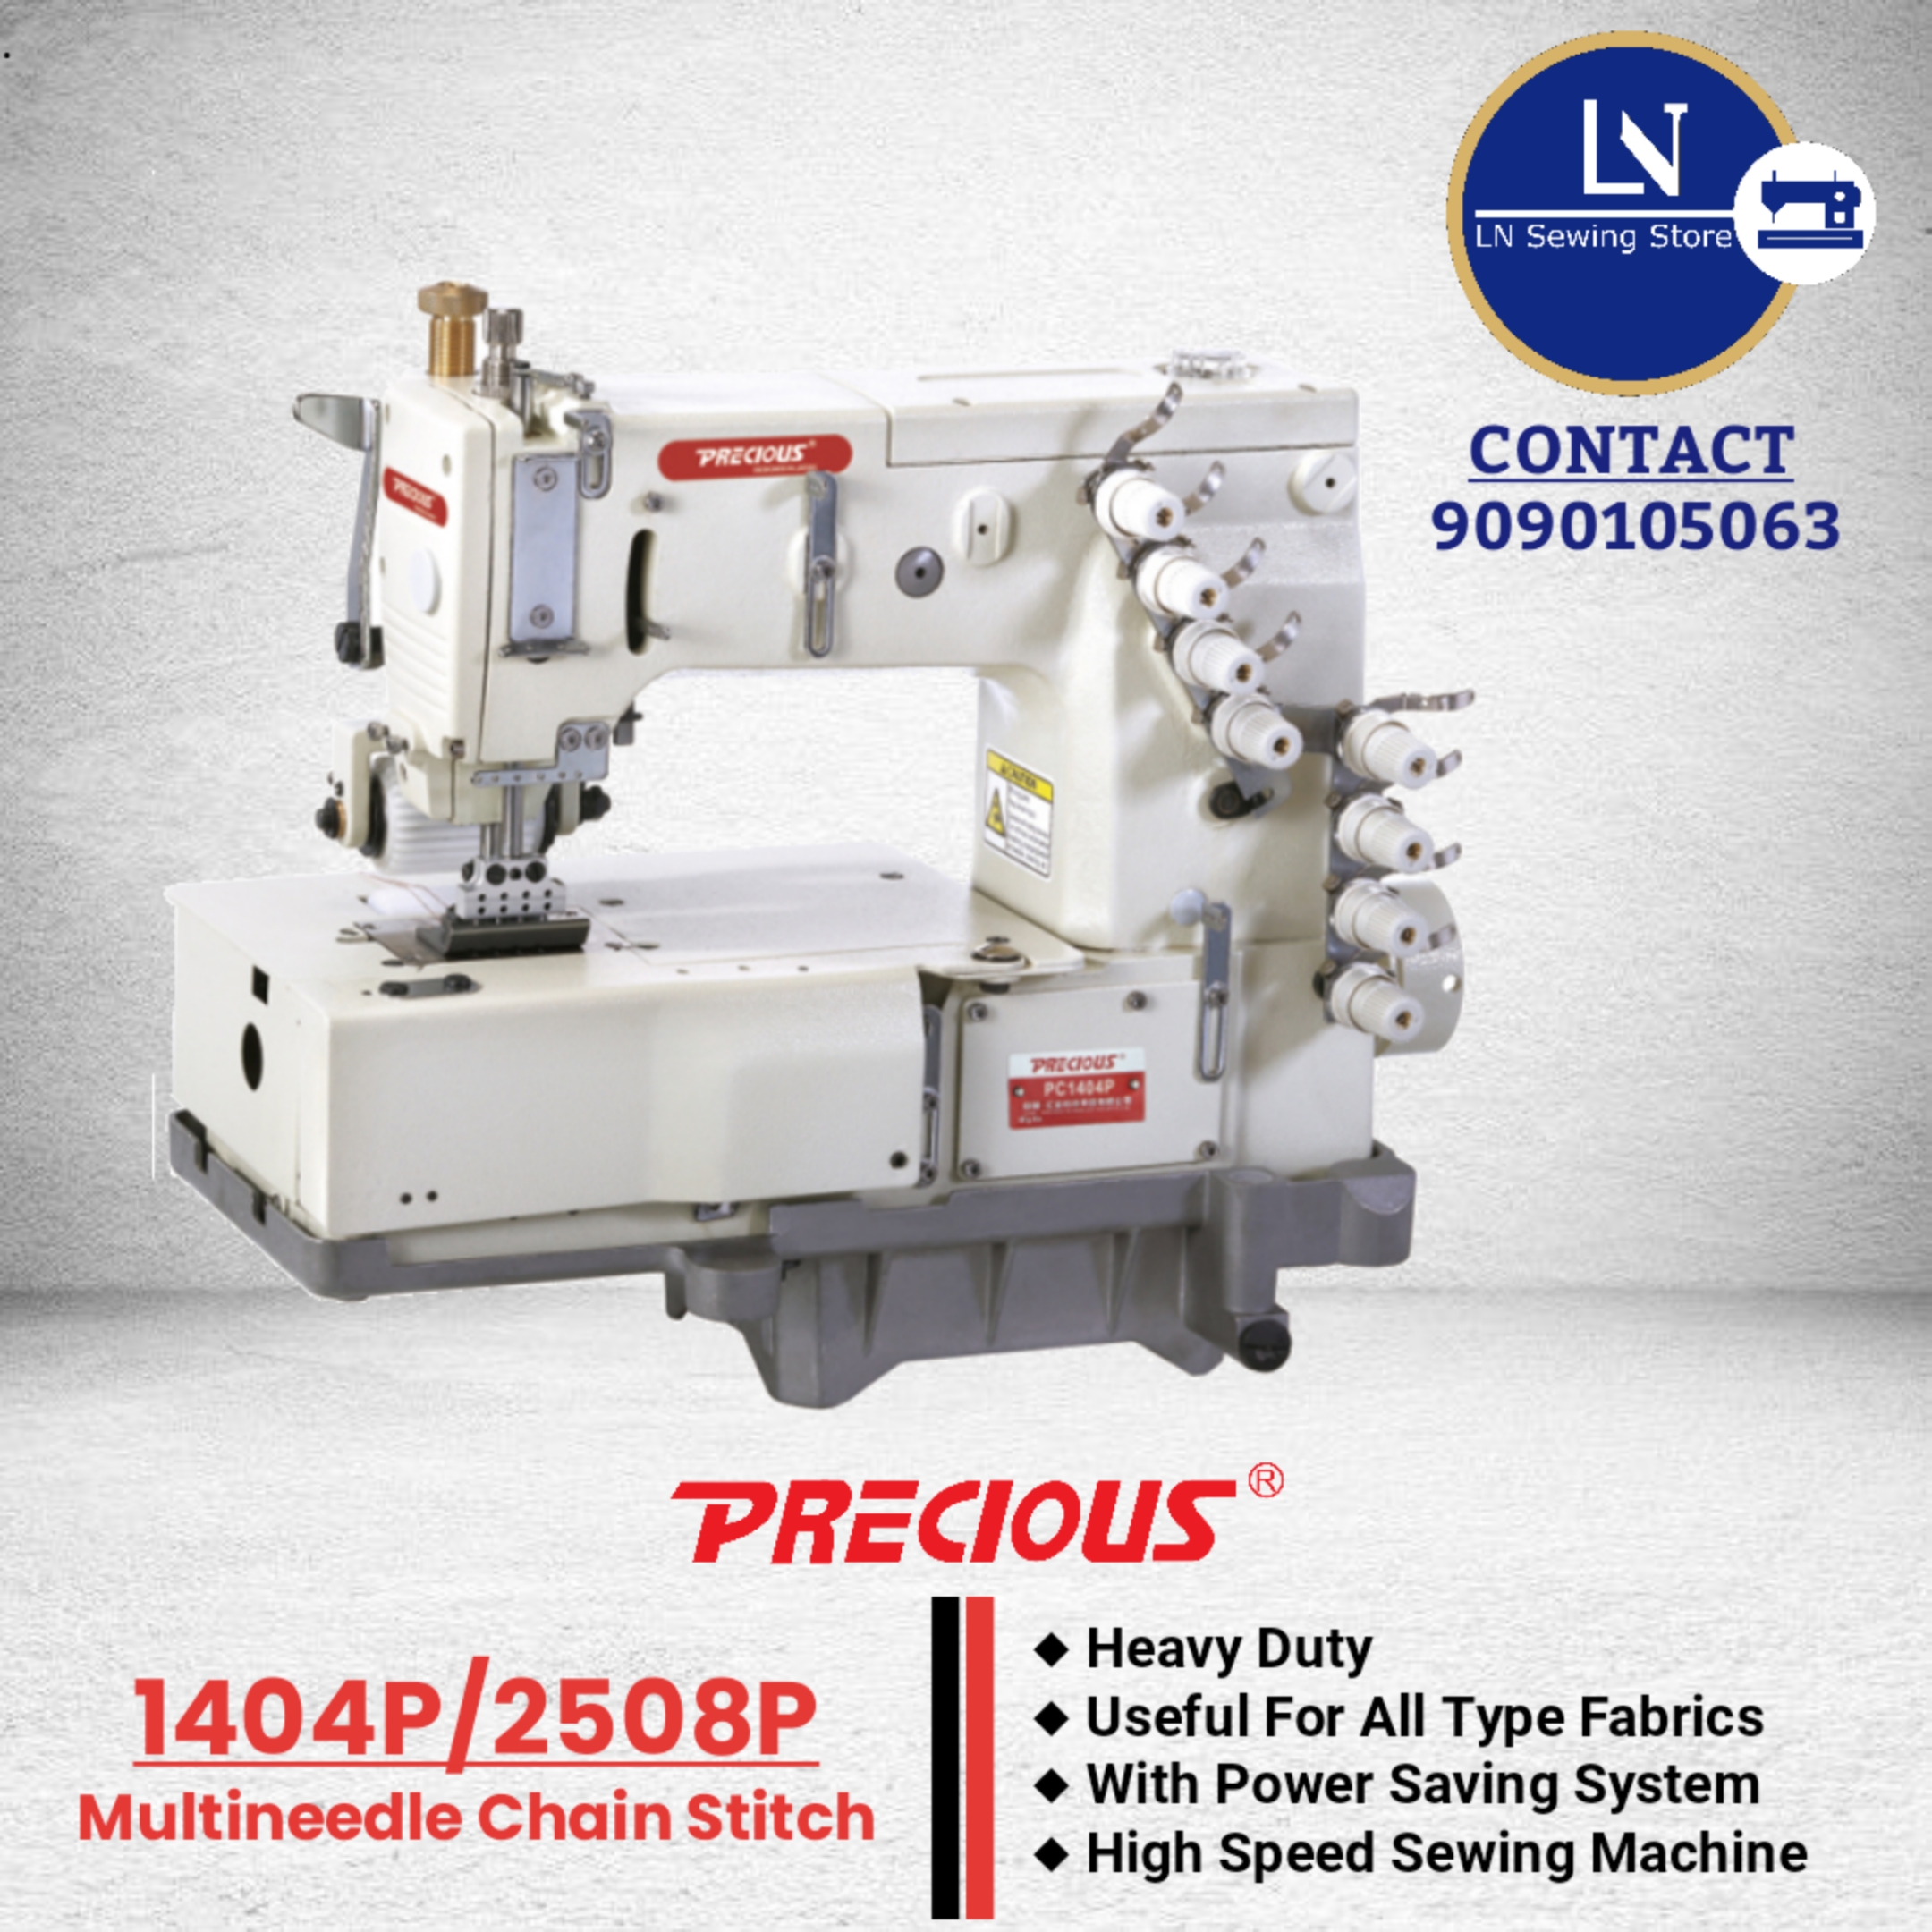 LN
LN Sewing Store
CONTACT
9090105063
PRECIOUS®
PRECIOUS
CAUTION
PRECIOUS
PC1404P
PRECIOUS®
1404P/2508P
Multineedle Chain Stitch
◆ Heavy Duty
◆ Useful For All Type Fabrics
◆ With Power Saving System
◆ High Speed Sewing Machine